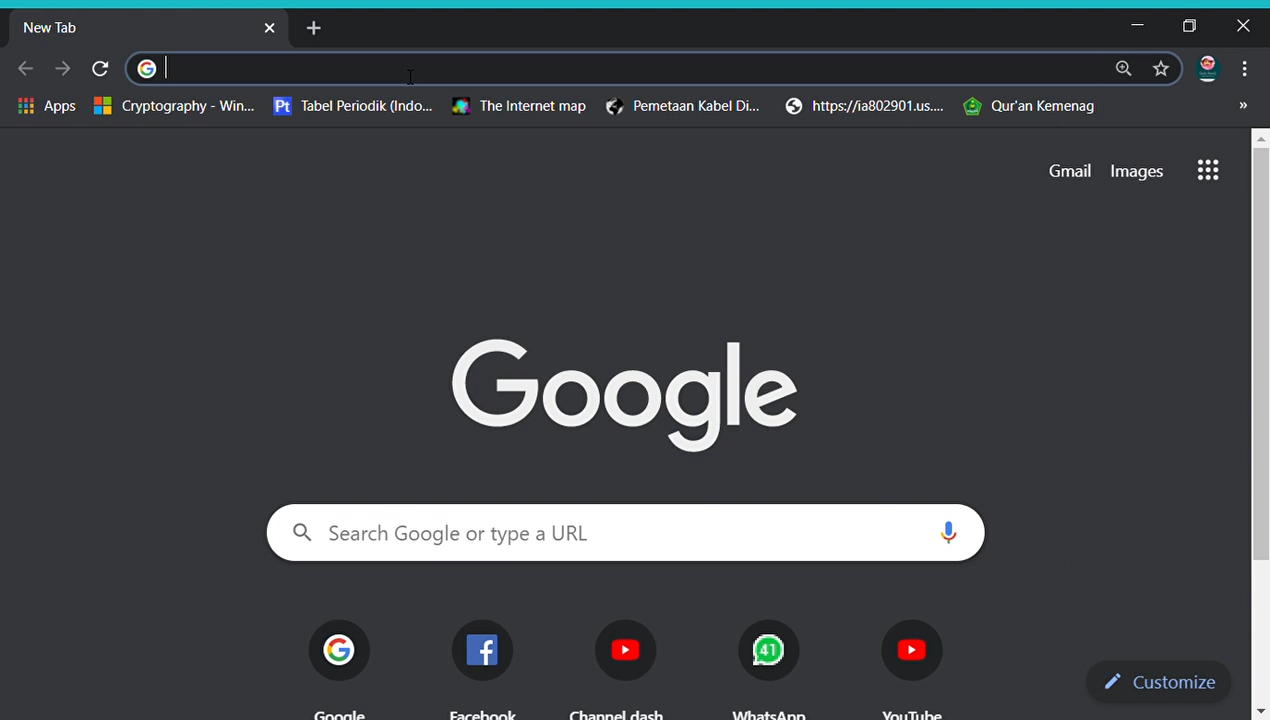 New Tab
Apps Cryptography - Win... Tabel Periodik (Indo... The Internet map Pemetaan Kabel Di... https://ia802901.us.... Qur'an Kemenag »
Gmail Images
Google
Search Google or type a URL
41
Customize
Google Facebook Channel dash WhatsApp YouTube